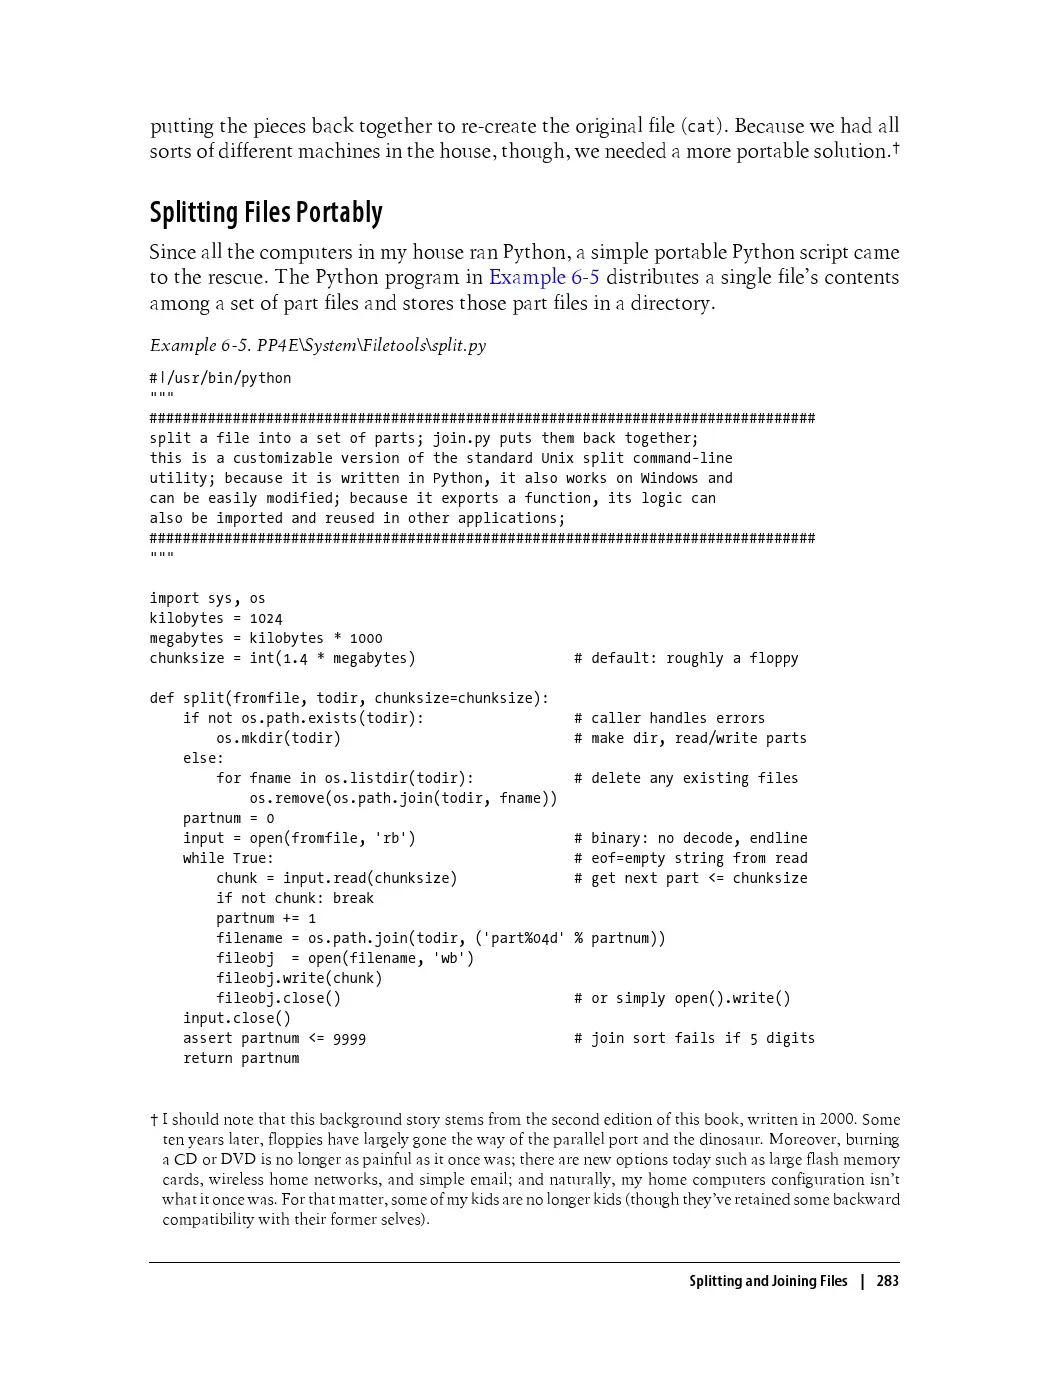 putting the pieces back together to re-create the original file (cat). Because we had all
sorts of different machines in the house, though, we needed a more portable solution.†
Splitting Files Portably
Since all the computers in my house ran Python, a simple portable Python script came
to the rescue. The Python program in Example 6-5 distributes a single file's contents
among a set of part files and stores those part files in a directory.
Example 6-5. PP4E\System\Filetools\split.py
#!/usr/bin/python
"""
################################################################################
split a file into a set of parts; join.py puts them back together;
this is a customizable version of the standard Unix split command-line
utility; because it is written in Python, it also works on Windows and
can be easily modified; because it exports a function, its logic can
also be imported and reused in other applications;
################################################################################
"""
import sys, os
kilobytes = 1024
megabytes = kilobytes * 1000
chunksize = int(1.4 * megabytes)                   # default: roughly a floppy
def split(fromfile, todir, chunksize=chunksize):
    if not os.path.exists(todir):                  # caller handles errors
        os.mkdir(todir)                            # make dir, read/write parts
    else:
        for fname in os.listdir(todir):            # delete any existing files
            os.remove(os.path.join(todir, fname))
    partnum = 0
    input = open(fromfile, 'rb')                   # binary: no decode, endline
    while True:                                    # eof=empty string from read
        chunk = input.read(chunksize)              # get next part <= chunksize
        if not chunk: break
        partnum += 1
        filename = os.path.join(todir, ('part%04d' % partnum))
        fileobj  = open(filename, 'wb')
        fileobj.write(chunk)
        fileobj.close()                            # or simply open().write()
    input.close()
    assert partnum <= 9999                         # join sort fails if 5 digits
    return partnum
† I should note that this background story stems from the second edition of this book, written in 2000. Some
ten years later, floppies have largely gone the way of the parallel port and the dinosaur. Moreover, burning
a CD or DVD is no longer as painful as it once was; there are new options today such as large flash memory
cards, wireless home networks, and simple email; and naturally, my home computers configuration isn't
what it once was. For that matter, some of my kids are no longer kids (though they've retained some backward
compatibility with their former selves).
Splitting and Joining Files | 283